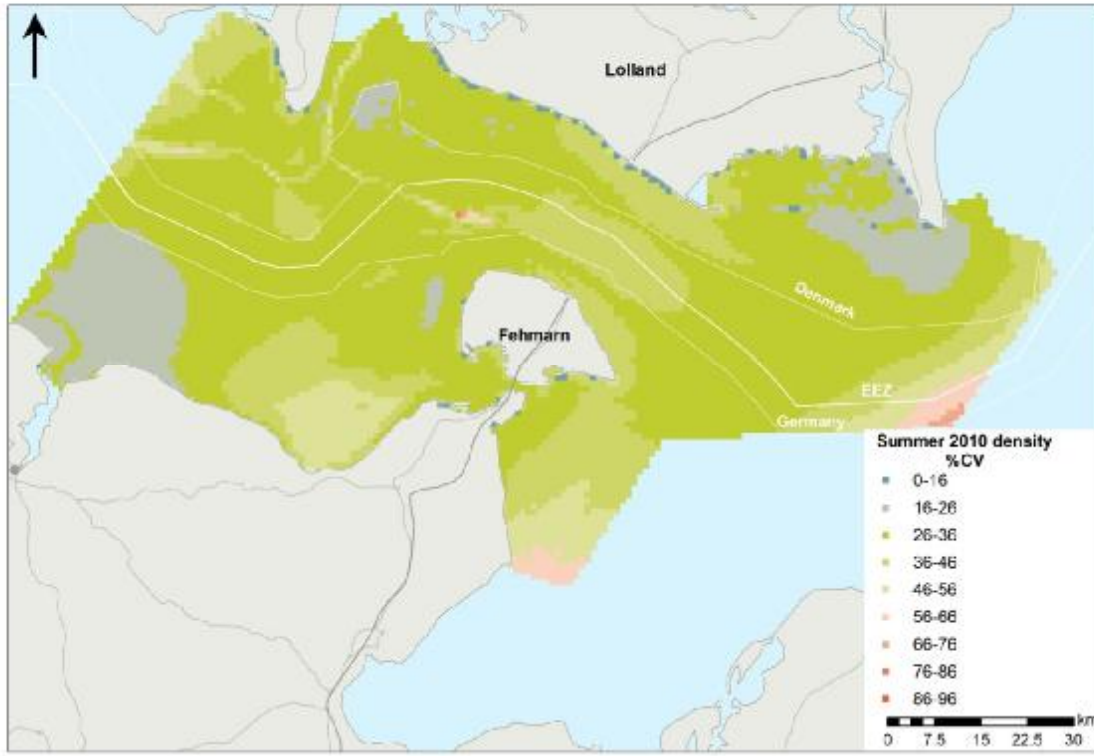 Lolland
Fehmarn
Denmark
EEZ
Germany
Summer 2010 density
%CV
0-16
16-26
26-36
36-46
46-56
56-66
66-76
76-86
86-96
km
0 7.5 15 22.5 30